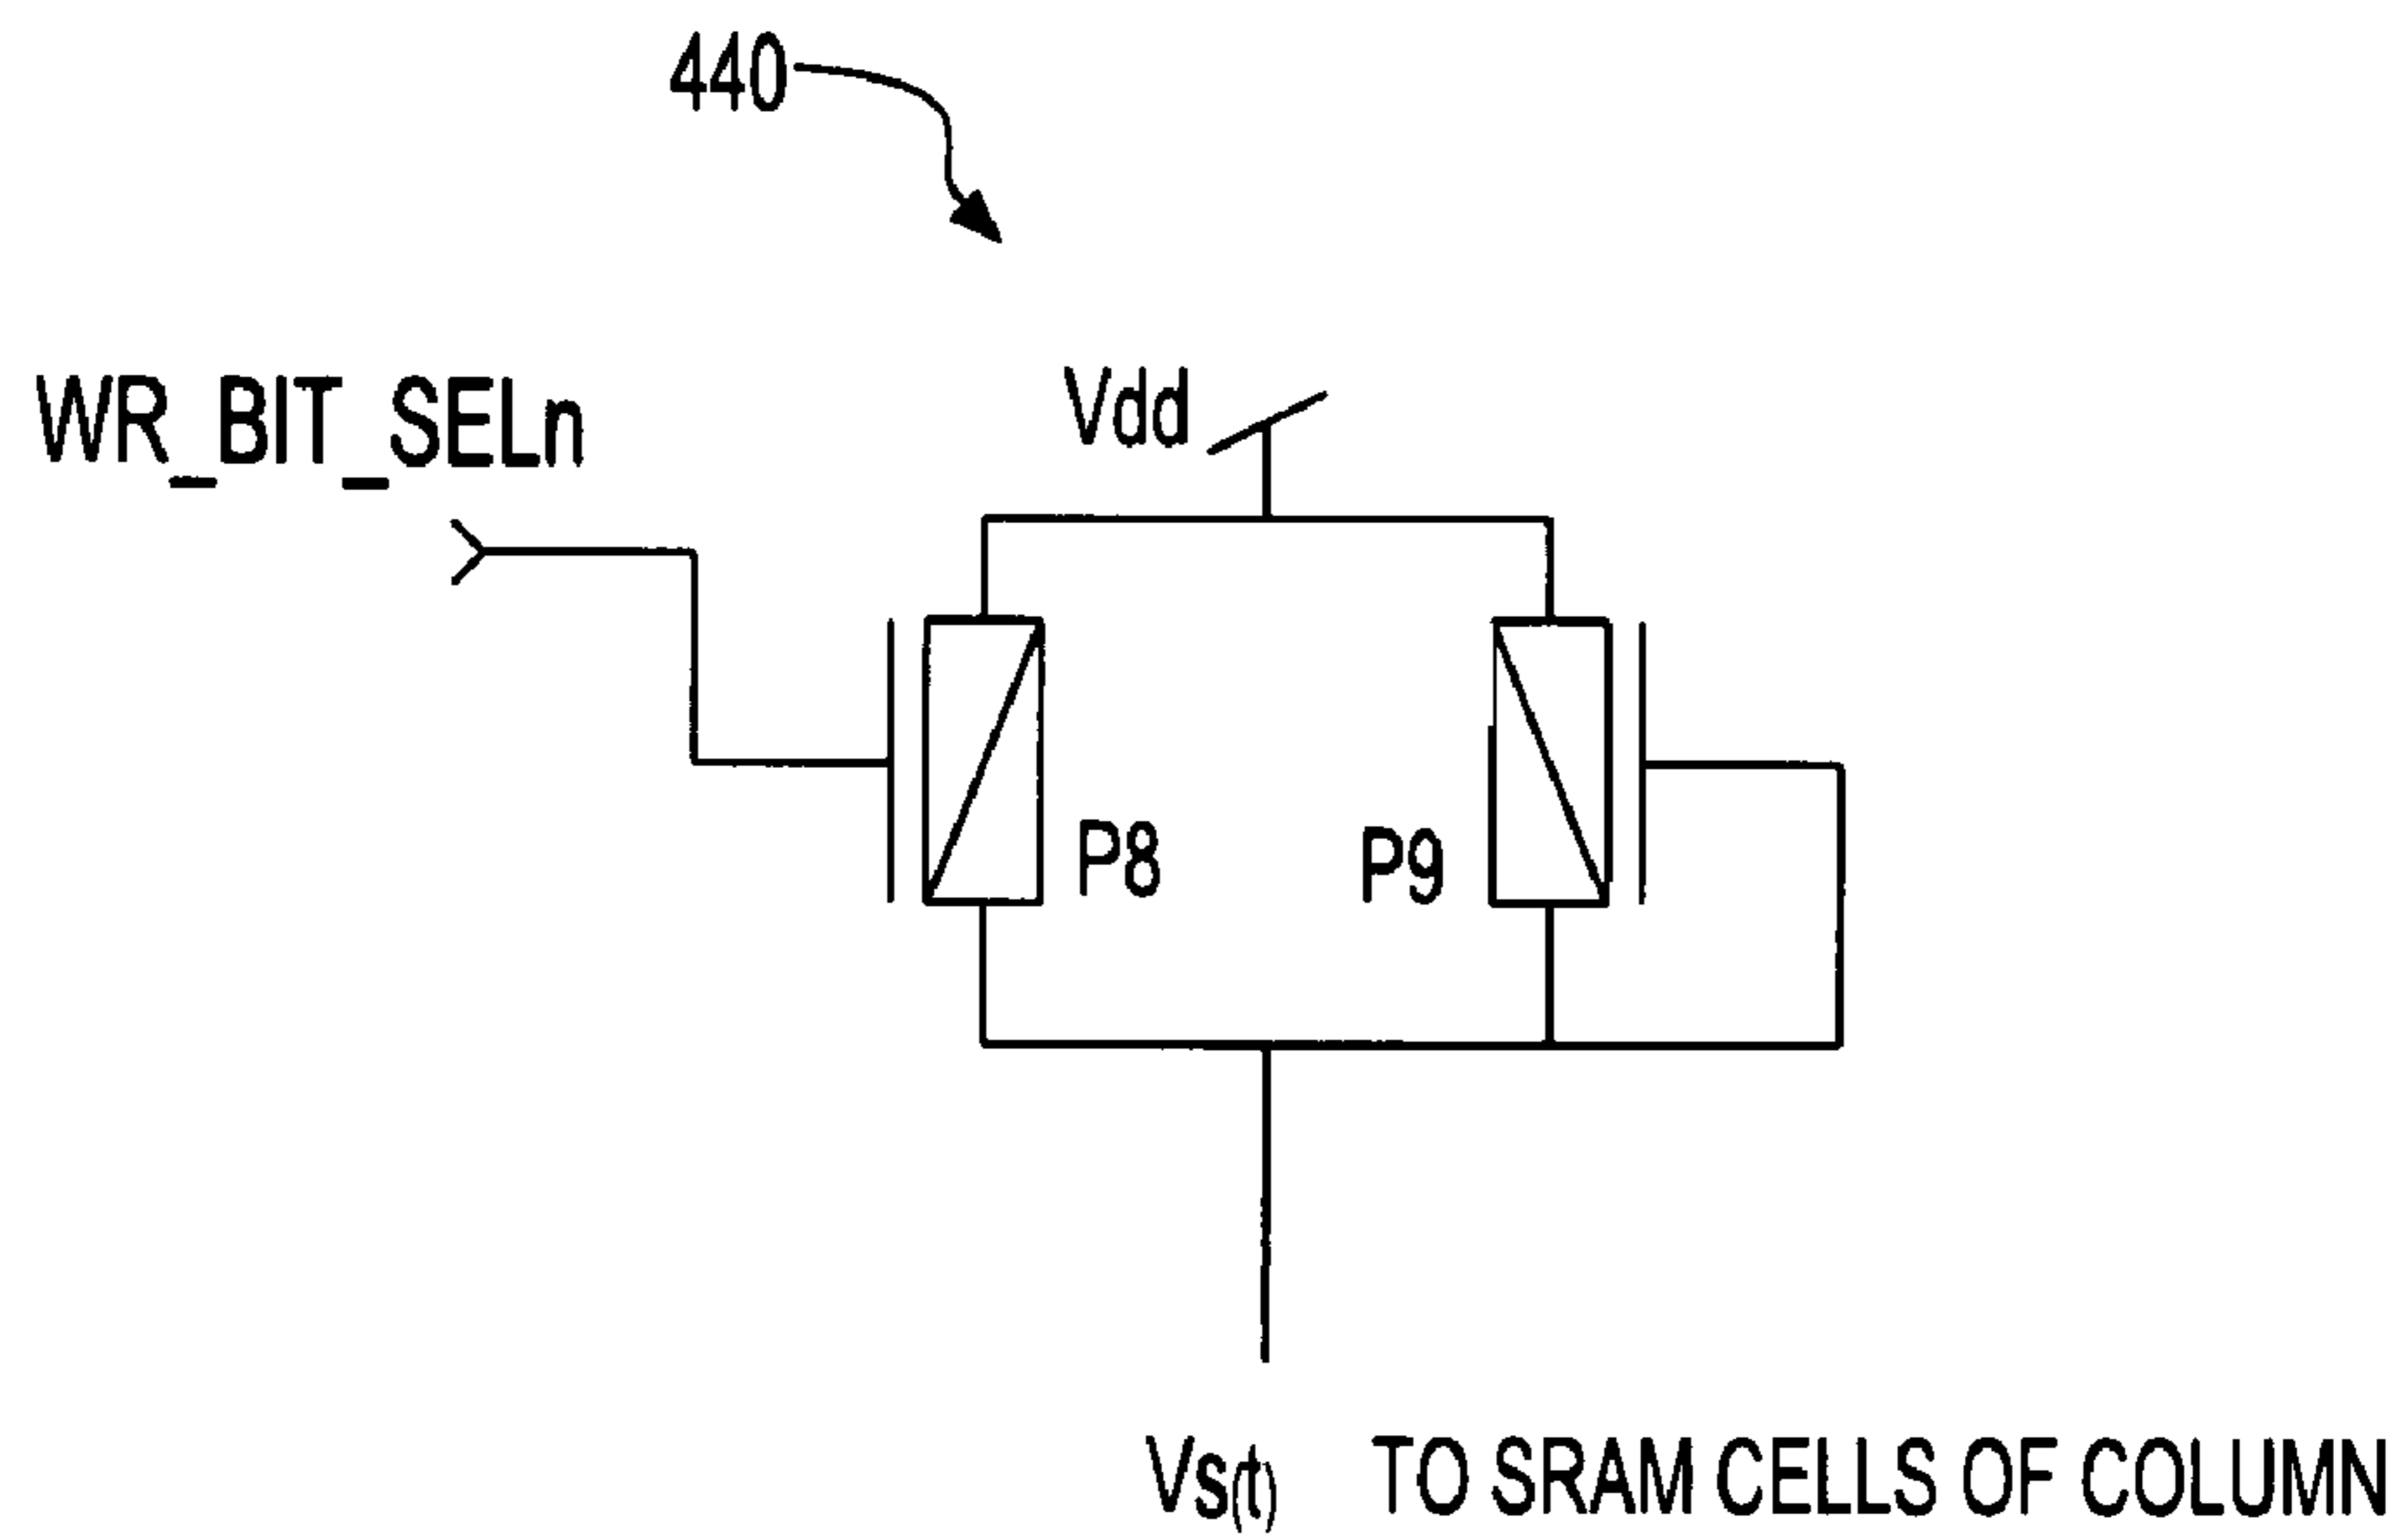 440
WR_BIT_SELn
Vdd
P8
P9
Vs(t) TO SRAM CELLS OF COLUMN